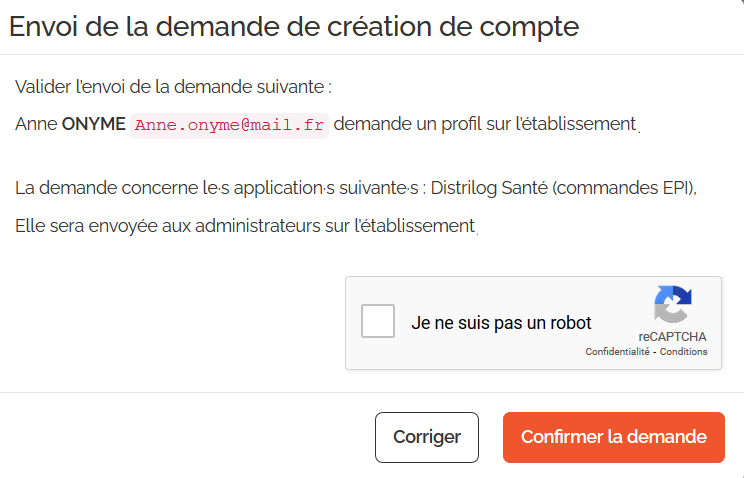 Envoi de la demande de création de compte
Valider l'envoi de la demande suivante :
Anne ONYME Anne.onyme@mail.fr demande un profil sur l'établissement.
La demande concerne le·s application·s suivante·s : Distrilog Santé (commandes EPI),
Elle sera envoyée aux administrateurs sur l'établissement.
Je ne suis pas un robot
reCAPTCHA
Confidentialité - Conditions
Corriger
Confirmer la demande